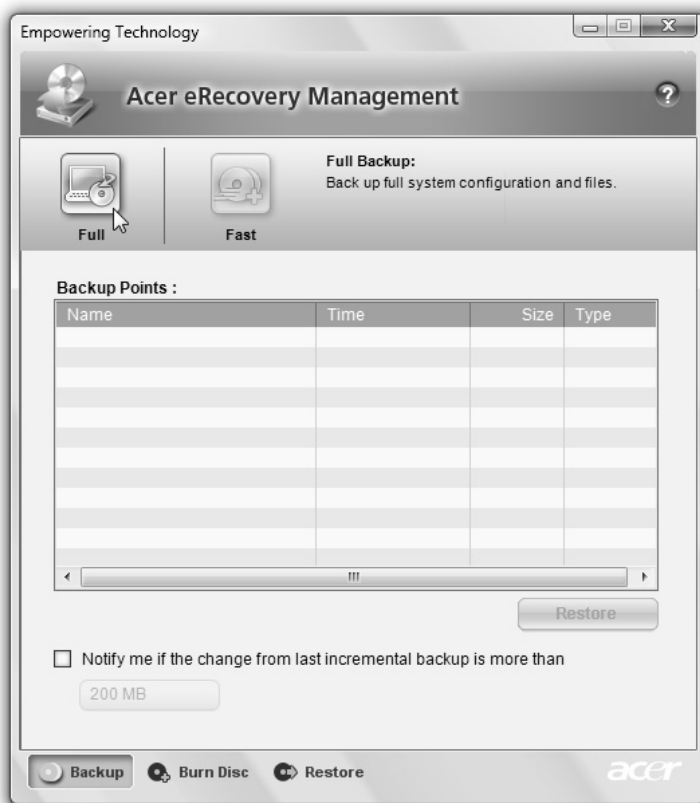 Empowering Technology
Acer eRecovery Management
?
Full
Fast
Full Backup:
Back up full system configuration and files.
Backup Points :
Name Time Size Type
Restore
Notify me if the change from last incremental backup is more than
200 MB
Backup Burn Disc Restore
acer